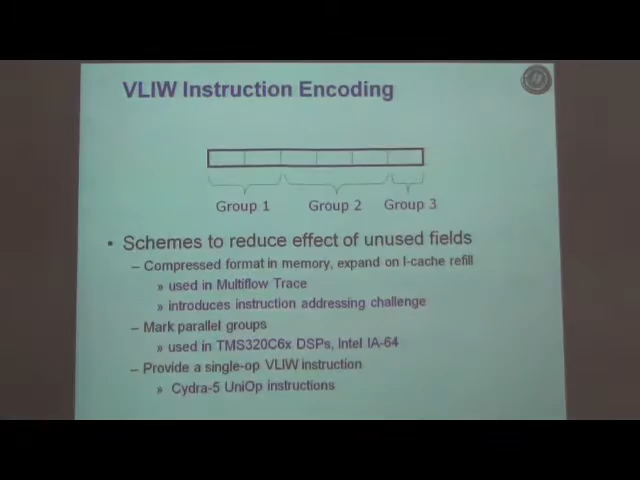 VLIW Instruction Encoding
Group 1 Group 2 Group 3
• Schemes to reduce effect of unused fields
– Compressed format in memory, expand on I-cache refill
» used in Multiflow Trace
» introduces instruction addressing challenge
– Mark parallel groups
» used in TMS320C6x DSPs, Intel IA-64
– Provide a single-op VLIW instruction
» Cydra-5 UniOp instructions